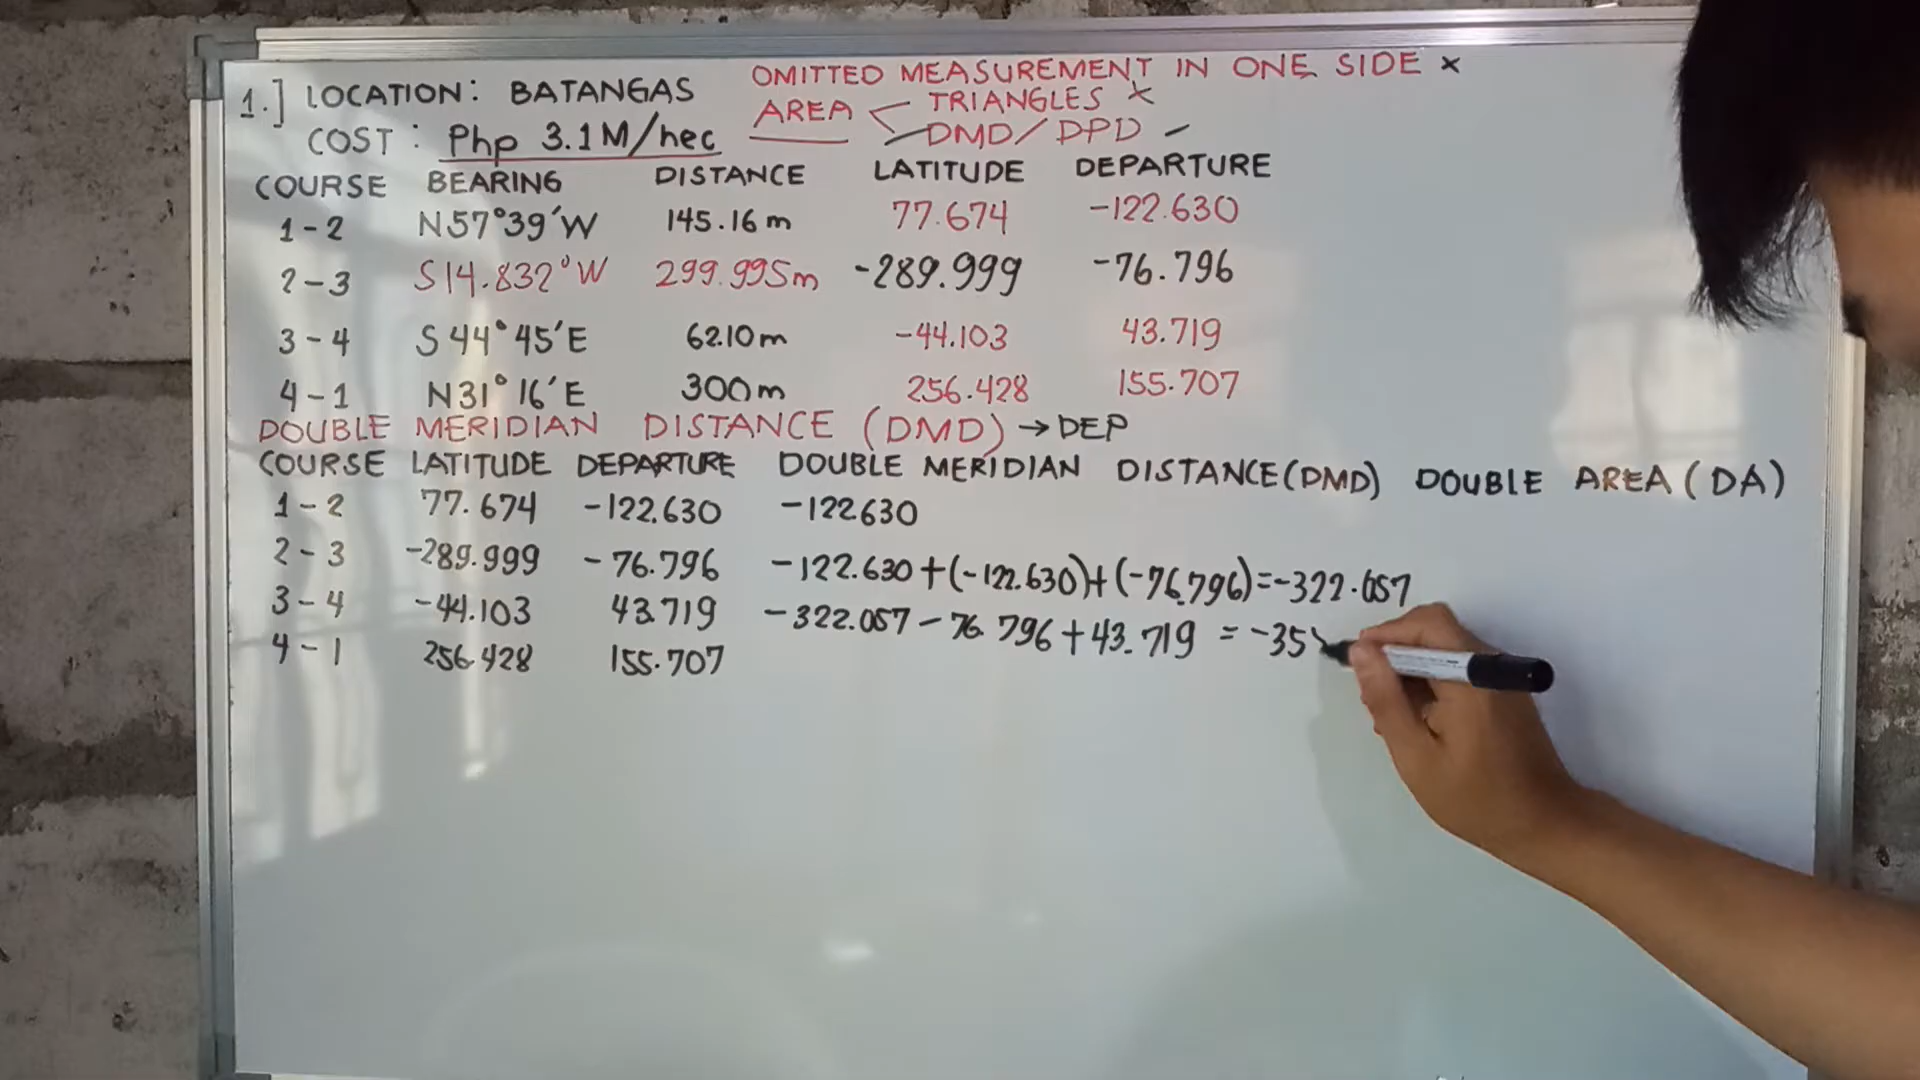 1.] LOCATION: BATANGAS OMITTED MEASUREMENT IN ONE SIDE ×
AREA TRIANGLES ×
COST: Php 3.1M/hec DMD/DPD
COURSE BEARING DISTANCE LATITUDE DEPARTURE
1-2 N57°39'W 145.16m 77.674 -122.630
2-3 S14.832°W 299.995m -289.999 -76.796
3-4 S44°45'E 62.10m -44.103 43.719
4-1 N31°16'E 300m 256.428 155.707
DOUBLE MERIDIAN DISTANCE (DMD) → DEP
COURSE LATITUDE DEPARTURE DOUBLE MERIDIAN DISTANCE(DMD) DOUBLE AREA (DA)
1-2 77.674 -122.630 -122630
2-3 -289.999 -76.796 -122.630+(-122.630)+(-76.796)=-322.057
3-4 -44.103 43.719 -322.057-76.796+43.719 = -35
4-1 256.428 155.707